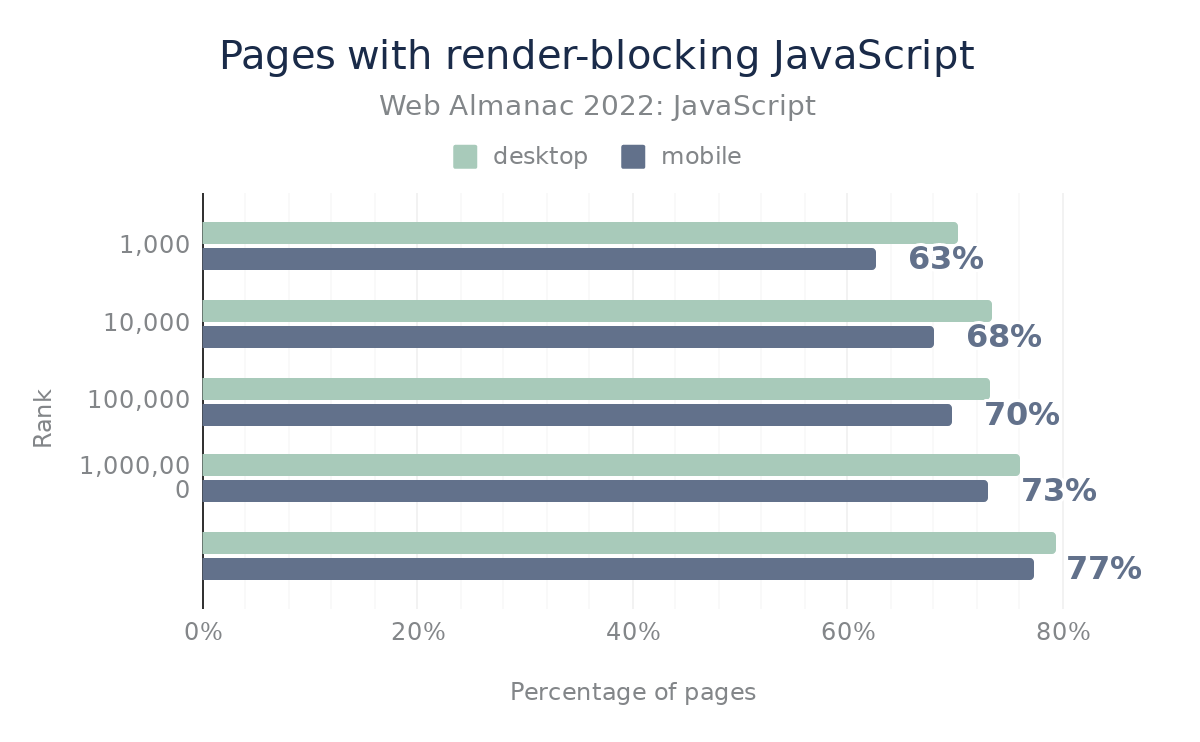 Pages with render-blocking JavaScript
Web Almanac 2022: JavaScript
desktop mobile
1,000
63%
10,000
68%
100,000
70%
1,000,00
0
73%
77%
Rank
0% 20% 40% 60% 80%
Percentage of pages